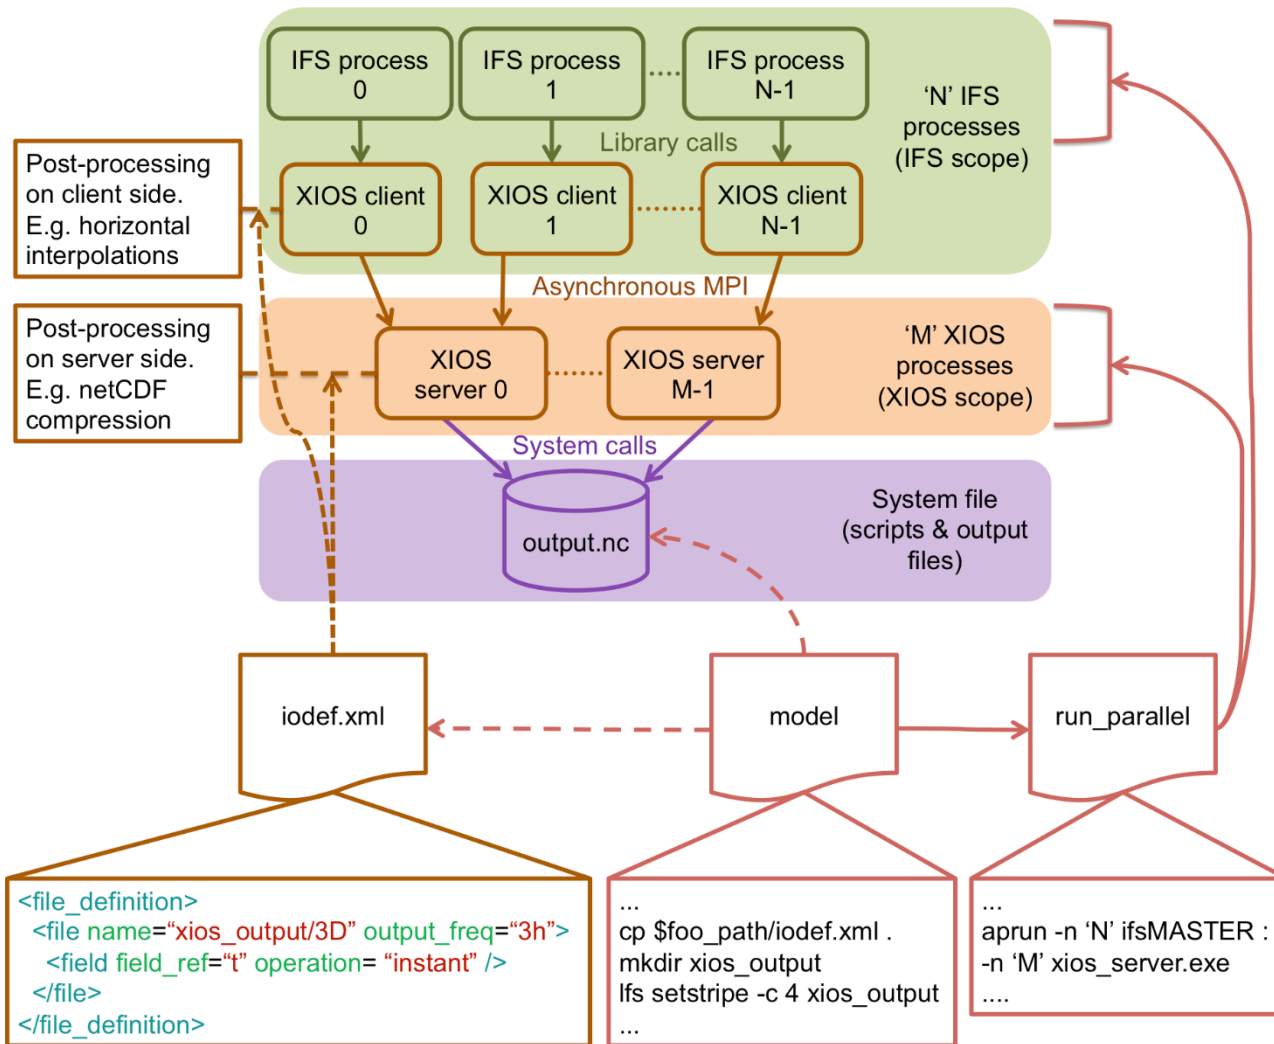 IFS process
0
IFS process
1
IFS process
N-1
‘N’ IFS
processes
(IFS scope)
Library calls
Post-processing
on client side.
E.g. horizontal
interpolations
XIOS client
0
XIOS client
1
XIOS client
N-1
Asynchronous MPI
Post-processing
on server side.
E.g. netCDF
compression
XIOS
server 0
XIOS server
M-1
‘M’ XIOS
processes
(XIOS scope)
System calls
output.nc
System file
(scripts & output
files)
iodef.xml
model
run_parallel
<file_definition>
<file name=“xios_output/3D” output_freq=“3h”>
<field field_ref=“t” operation= “instant” />
</file>
</file_definition>
...
cp $foo_path/iodef.xml .
mkdir xios_output
lfs setstripe -c 4 xios_output
...
...
aprun -n ‘N’ ifsMASTER :
-n ‘M’ xios_server.exe
....